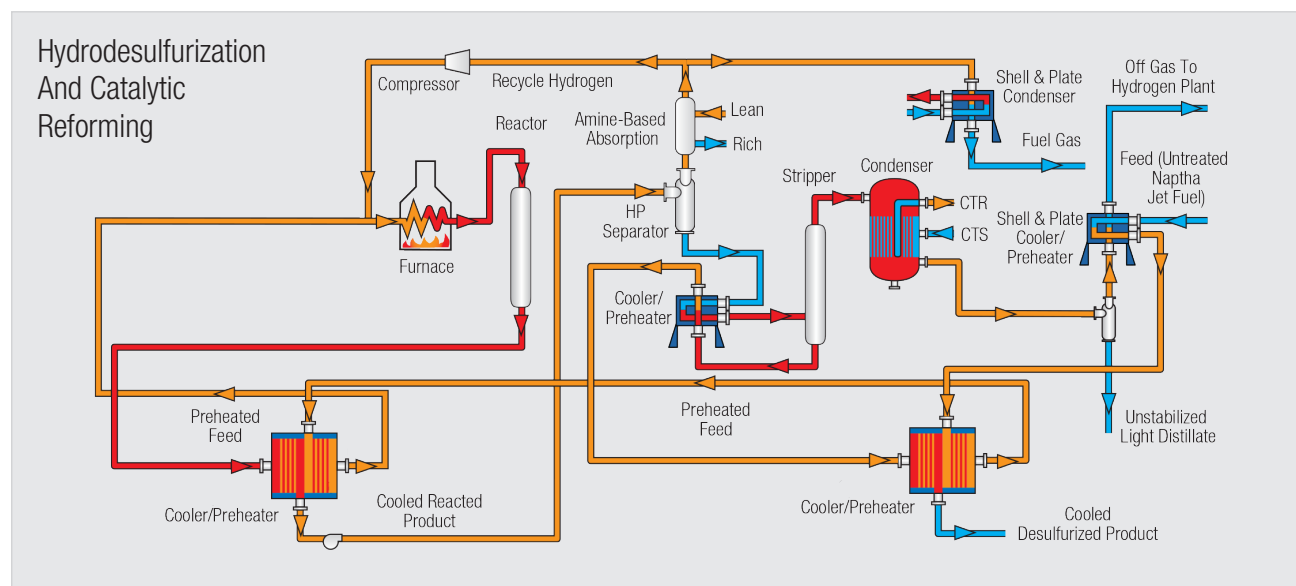 Hydrodesulfurization
And Catalytic
Reforming
Compressor
Recycle Hydrogen
Reactor
Amine-Based
Absorption
Lean
Rich
Shell & Plate
Condenser
Fuel Gas
Off Gas To
Hydrogen Plant
Feed (Untreated
Naptha
Jet Fuel)
Stripper
Condenser
CTR
CTS
HP
Separator
Shell & Plate
Cooler/
Preheater
Furnace
Cooler/
Preheater
Preheated
Feed
Preheated
Feed
Unstabilized
Light Distillate
Cooled Reacted
Product
Cooler/Preheater
Cooler/Preheater
Cooled
Desulfurized Product